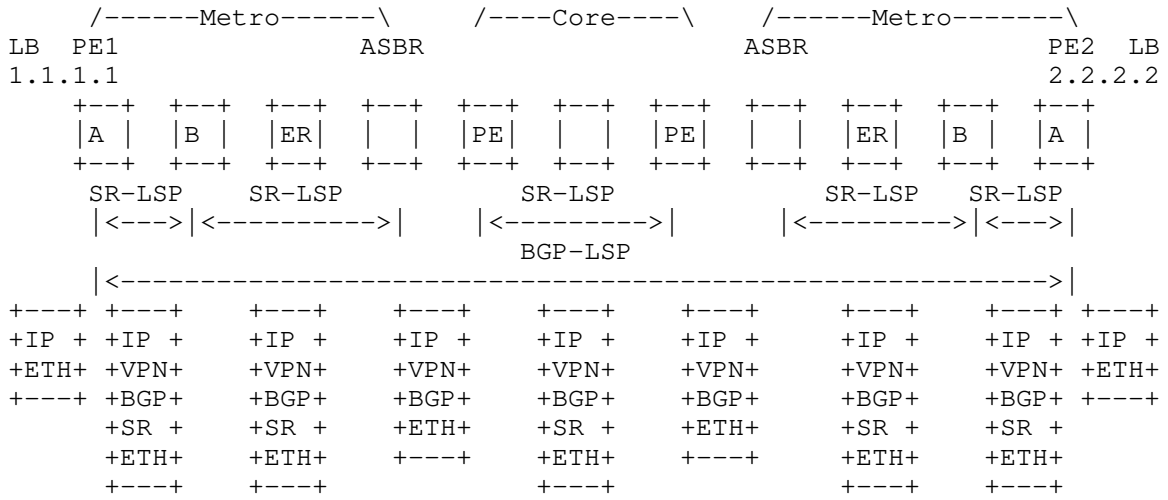 /------Metro------\ /----Core----\ /------Metro-------\
LB PE1 ASBR ASBR PE2 LB
1.1.1.1 2.2.2.2
+--+ +--+ +--+ +--+ +--+ +--+ +--+ +--+ +--+ +--+ +--+
|A | |B | |ER| | | |PE| | | |PE| | | |ER| |B | |A |
+--+ +--+ +--+ +--+ +--+ +--+ +--+ +--+ +--+ +--+ +--+
SR-LSP SR-LSP SR-LSP SR-LSP SR-LSP
|<--->|<---------->| |<--------->| |<--------->|<--->|
BGP-LSP
|<---------------------------------------------------------->|
+---+ +---+ +---+ +---+ +---+ +---+ +---+ +---+ +---+
+IP + +IP + +IP + +IP + +IP + +IP + +IP + +IP + +IP +
+ETH+ +VPN+ +VPN+ +VPN+ +VPN+ +VPN+ +VPN+ +VPN+ +ETH+
+---+ +BGP+ +BGP+ +BGP+ +BGP+ +BGP+ +BGP+ +BGP+ +---+
+SR + +SR + +ETH+ +SR + +ETH+ +SR + +SR +
+ETH+ +ETH+ +---+ +ETH+ +---+ +ETH+ +ETH+
+---+ +---+ +---+ +---+ +---+